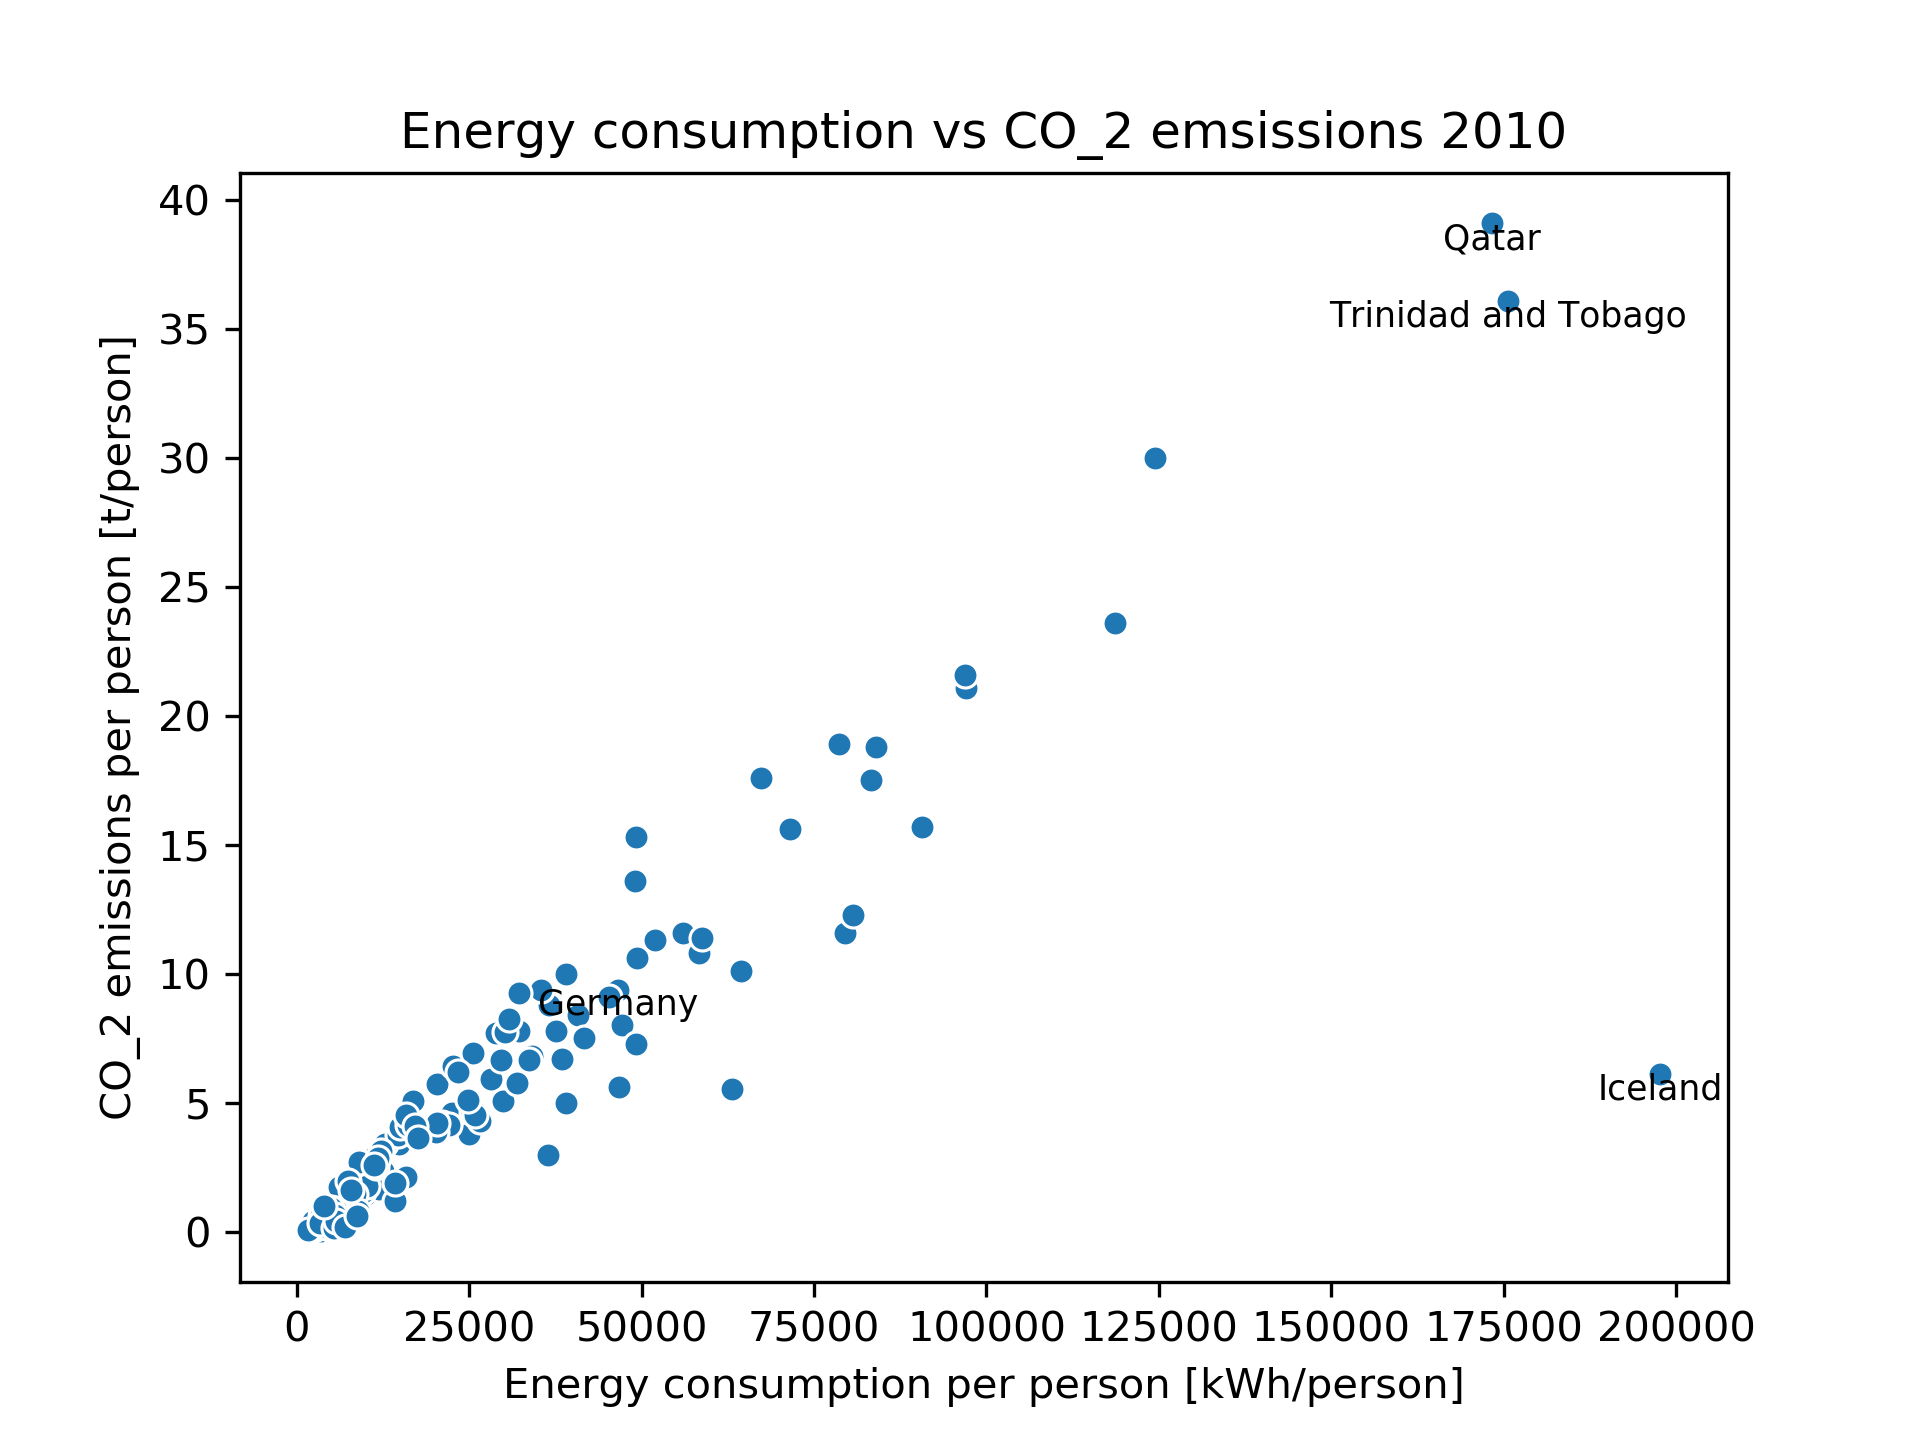 Energy consumption vs CO_2 emsissions 2010
40
35
30
25
20
15
10
5
0
CO_2 emissions per person [t/person]
Qatar
Trinidad and Tobago
Germany
Iceland
0 25000 50000 75000 100000 125000 150000 175000 200000
Energy consumption per person [kWh/person]